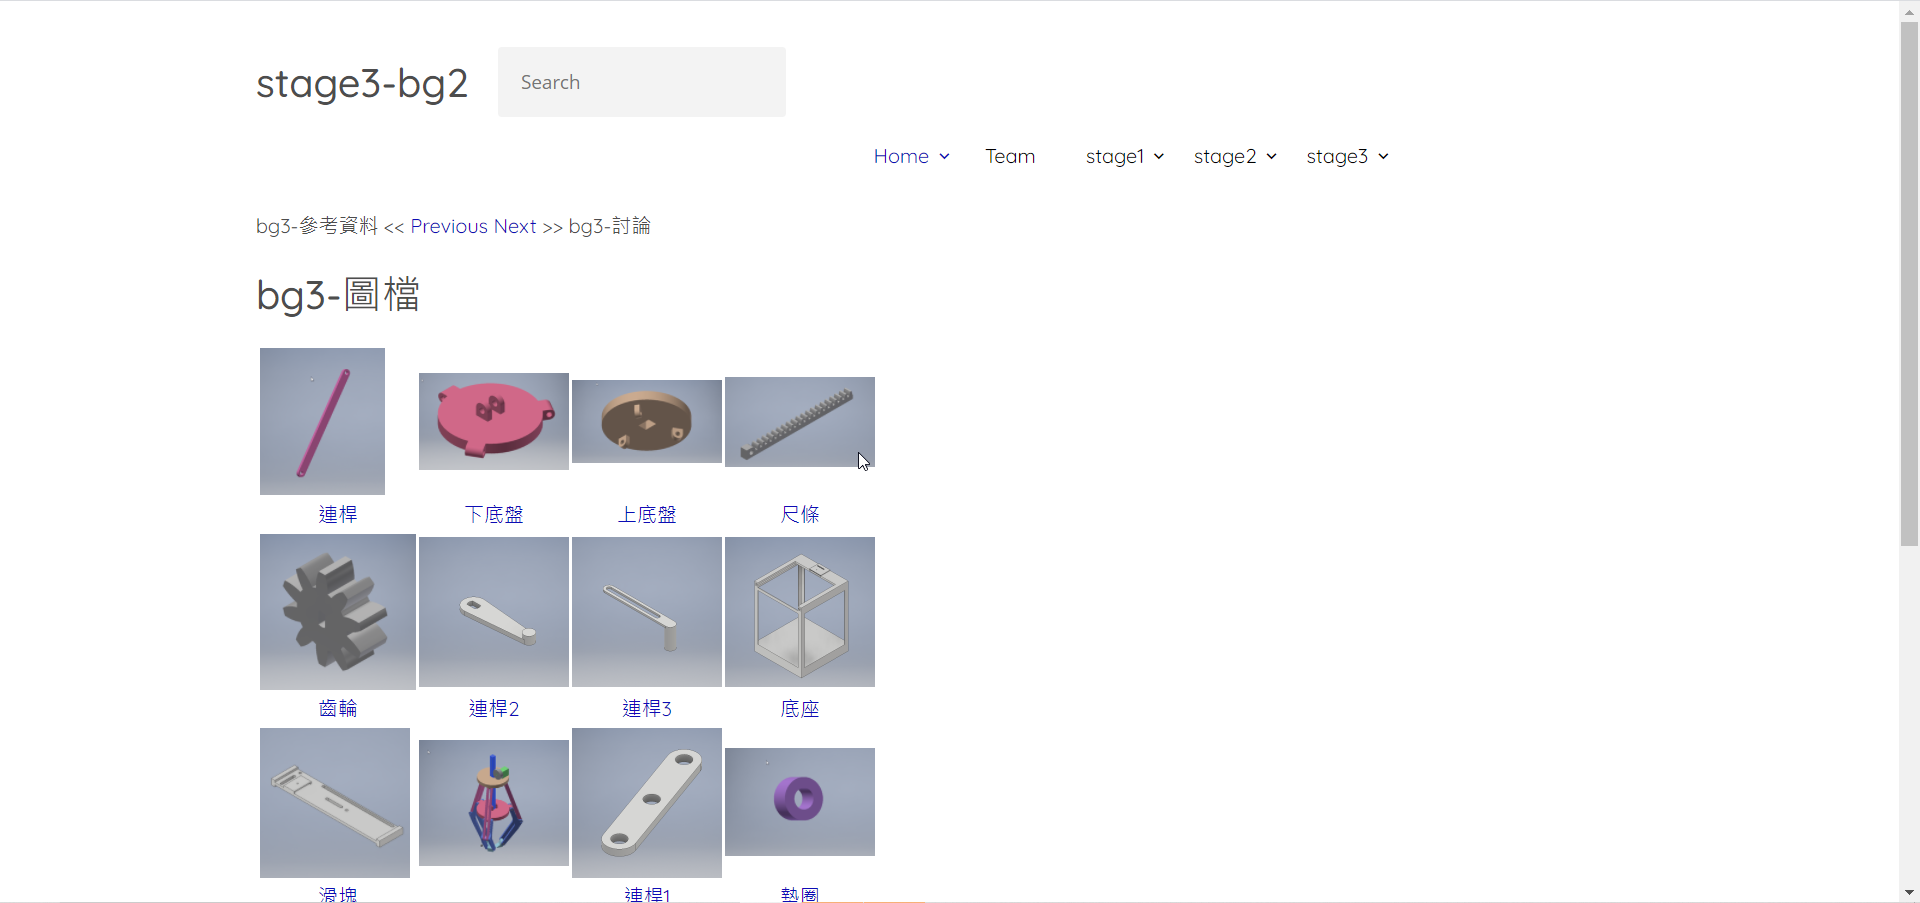 stage3-bg2
Search
Home Team stage1 stage2 stage3
bg3-參考資料 << Previous Next >> bg3-討論
bg3-圖檔
連桿 下底盤 上底盤 尺條
齒輪 連桿2 連桿3 底座
滑塊 連桿1 墊圈